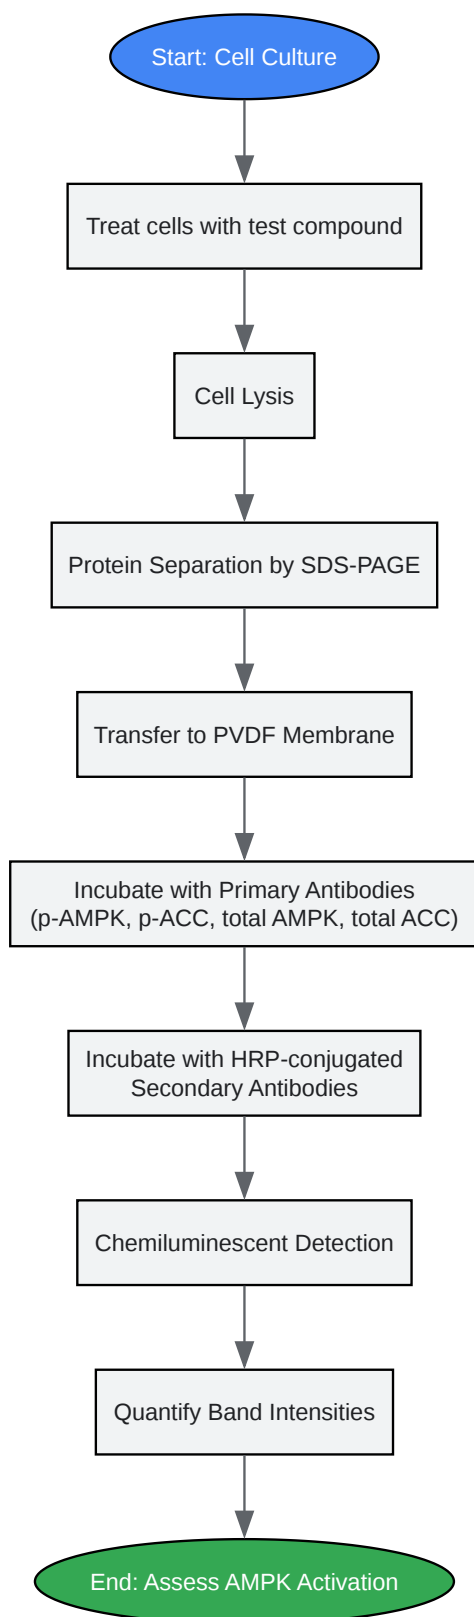 Start: Cell Culture
Treat cells with test compound
Cell Lysis
Protein Separation by SDS-PAGE
Transfer to PVDF Membrane
Incubate with Primary Antibodies
(p-AMPK, p-ACC, total AMPK, total ACC)
Incubate with HRP-conjugated
Secondary Antibodies
Chemiluminescent Detection
Quantify Band Intensities
End: Assess AMPK Activation